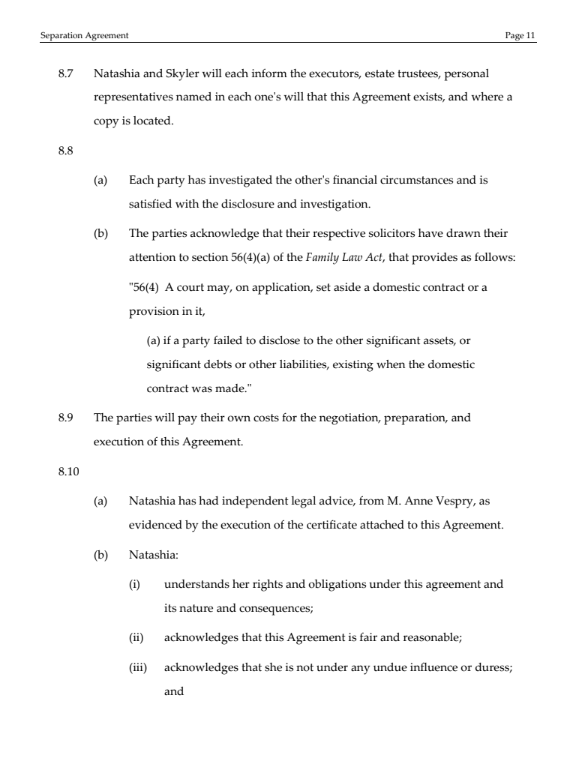 Separation Agreement Page 11
8.7 Natashia and Skyler will each inform the executors, estate trustees, personal
representatives named in each one's will that this Agreement exists, and where a
copy is located.
8.8
(a) Each party has investigated the other's financial circumstances and is
satisfied with the disclosure and investigation.
(b) The parties acknowledge that their respective solicitors have drawn their
attention to section 56(4)(a) of the Family Law Act, that provides as follows:
"56(4) A court may, on application, set aside a domestic contract or a
provision in it,
(a) if a party failed to disclose to the other significant assets, or
significant debts or other liabilities, existing when the domestic
contract was made."
8.9 The parties will pay their own costs for the negotiation, preparation, and
execution of this Agreement.
8.10
(a) Natashia has had independent legal advice, from M. Anne Vespry, as
evidenced by the execution of the certificate attached to this Agreement.
(b) Natashia:
(i) understands her rights and obligations under this agreement and
its nature and consequences;
(ii) acknowledges that this Agreement is fair and reasonable;
(iii) acknowledges that she is not under any undue influence or duress;
and